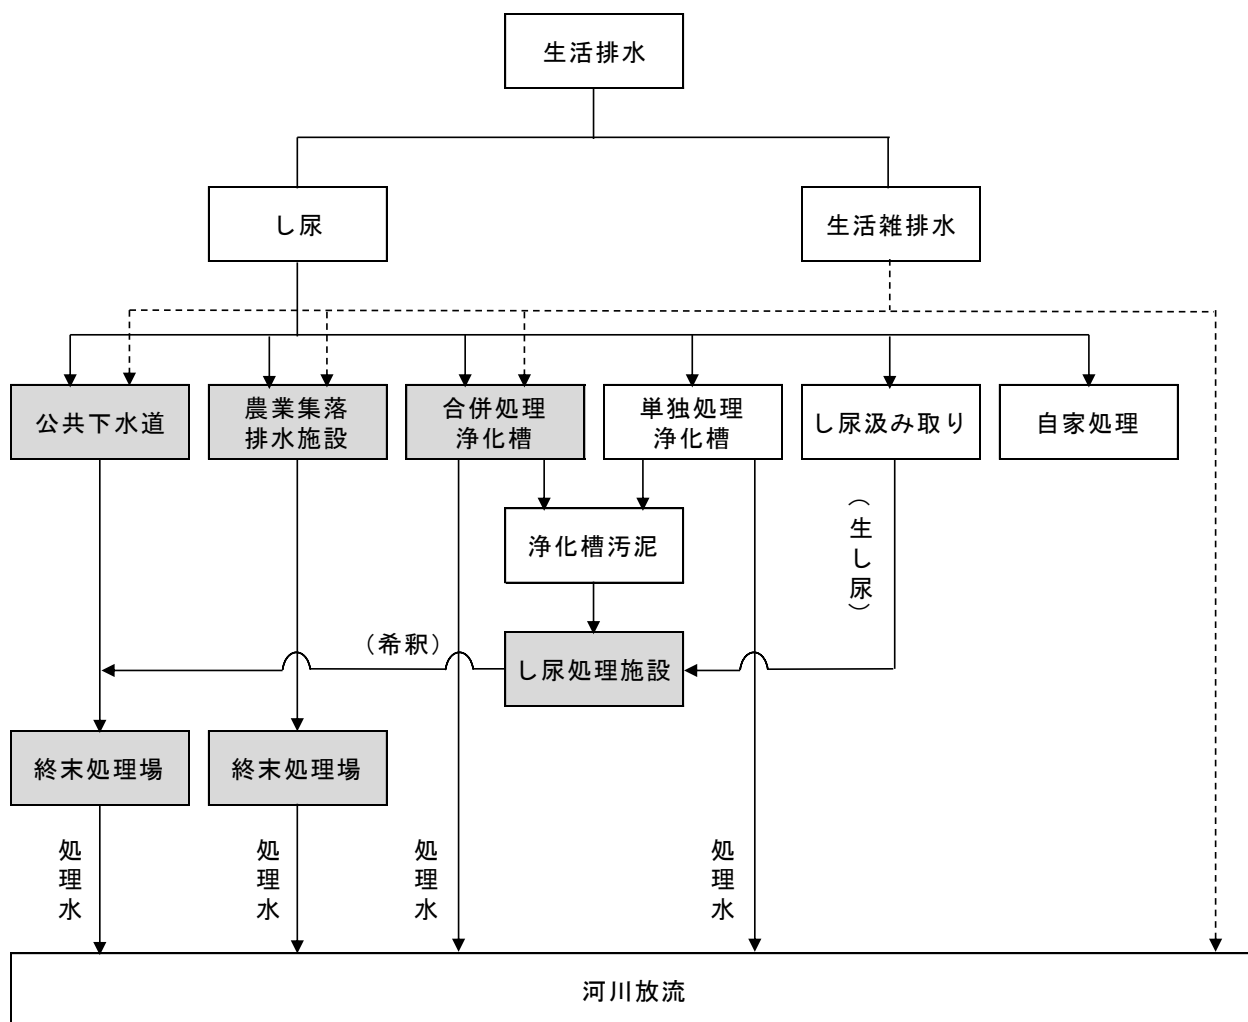 生活排水
し尿
生活雑排水
公共下水道
農業集落
排水施設
合併処理
浄化槽
単独処理
浄化槽
し尿汲み取り
自家処理
浄化槽汚泥
（生し尿）
（希釈）
し尿処理施設
終末処理場
終末処理場
処理水
処理水
処理水
処理水
河川放流